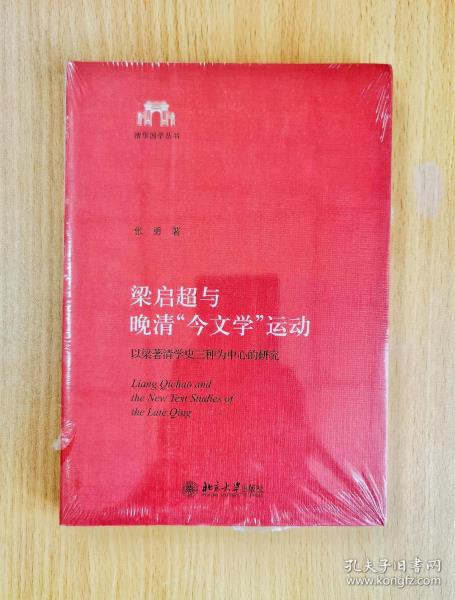 清华国学丛书
张 勇 著
梁启超与
晚清“今文学”运动
以梁著清学史三种为中心的研究
Liang Qichao and
the New Text Studies of
the Late Qing
北京大学出版社
PEKING UNIVERSITY PRESS
孔夫子旧书网
www.kongfz.com